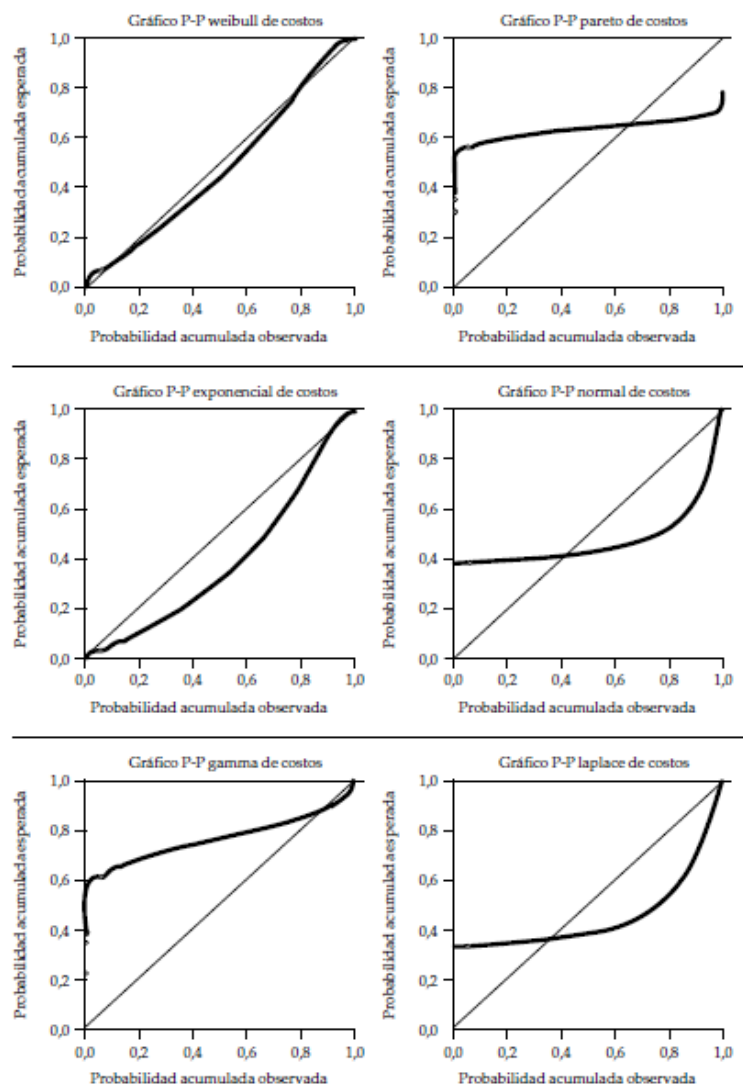 Gráfico P-P weibull de costos
Probabilidad acumulada esperada
1,0
0,8
0,6
0,4
0,2
0,0
0,0 0,2 0,4 0,6 0,8 1,0
Probabilidad acumulada observada
Gráfico P-P pareto de costos
Probabilidad acumulada esperada
1,0
0,8
0,6
0,4
0,2
0,0
0,0 0,2 0,4 0,6 0,8 1,0
Probabilidad acumulada observada
Gráfico P-P exponencial de costos
Probabilidad acumulada esperada
1,0
0,8
0,6
0,4
0,2
0,0
0,0 0,2 0,4 0,6 0,8 1,0
Probabilidad acumulada observada
Gráfico P-P normal de costos
Probabilidad acumulada esperada
1,0
0,8
0,6
0,4
0,2
0,0
0,0 0,2 0,4 0,6 0,8 1,0
Probabilidad acumulada observada
Gráfico P-P gamma de costos
Probabilidad acumulada esperada
1,0
0,8
0,6
0,4
0,2
0,0
0,0 0,2 0,4 0,6 0,8 1,0
Probabilidad acumulada observada
Gráfico P-P laplace de costos
Probabilidad acumulada esperada
1,0
0,8
0,6
0,4
0,2
0,0
0,0 0,2 0,4 0,6 0,8 1,0
Probabilidad acumulada observada